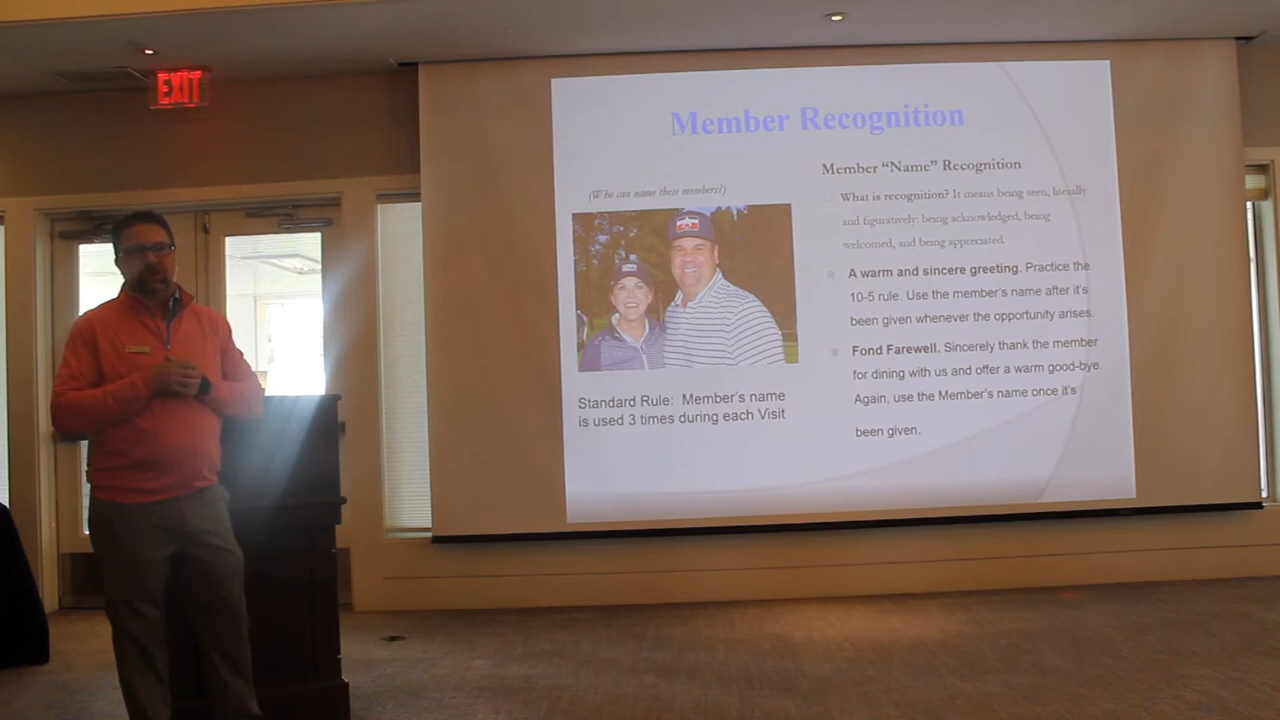 EXIT
Member Recognition
(Who can name these members?)
Standard Rule: Member's name
is used 3 times during each Visit
Member “Name” Recognition
What is recognition? It means being seen, literally
and figuratively: being acknowledged, being
welcomed, and being appreciated.
A warm and sincere greeting. Practice the
10-5 rule. Use the member's name after it's
been given whenever the opportunity arises.
Fond Farewell. Sincerely thank the member
for dining with us and offer a warm good-bye.
Again, use the Member's name once it's
been given.